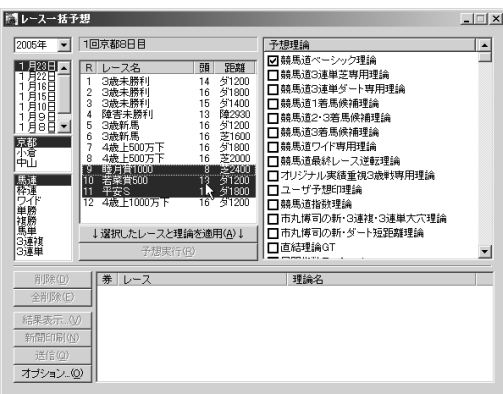 レース一括予想
2005年
1回京都8日目
予想理論
1月23日
1月22日
1月16日
1月15日
1月10日
1月9日
1月8日
京都
小倉
中山
馬連
枠連
ワイド
単勝
複勝
馬単
3連複
3連単
R レース名 頭 距離
1 3歳未勝利 14 ダ1200
2 3歳未勝利 16 ダ1800
3 3歳未勝利 15 ダ1400
4 障害未勝利 13 障2930
5 3歳新馬 16 ダ1200
6 3歳新馬 16 芝1600
7 4歳上500万下 16 ダ1800
8 4歳上500万下 16 芝2000
9 睦月賞1000 8 芝2400
10 若菜賞500 13 ダ1200
11 平安S ダ1800
12 4歳上1000万下 16 ダ1200
↓選択したレースと理論を適用(A)↓
予想実行(R)
競馬道ベーシック理論
競馬道3連単芝専用理論
競馬道3連単ダート専用理論
競馬道1着馬候補理論
競馬道2・3着馬候補理論
競馬道3着馬候補理論
競馬道ワイド専用理論
競馬道最終レース逆転理論
オリジナル実績重視3歳戦専用理論
ユーザ予想印理論
競馬道指数理論
市丸博司の新・3連複・3連単大穴理論
市丸博司の新・ダート短距離理論
直結理論GT
削除(D)
全削除(E)
結果表示...(V)
新聞印刷(N)
送信(Q)
オプション...(O)
券 レース 理論名